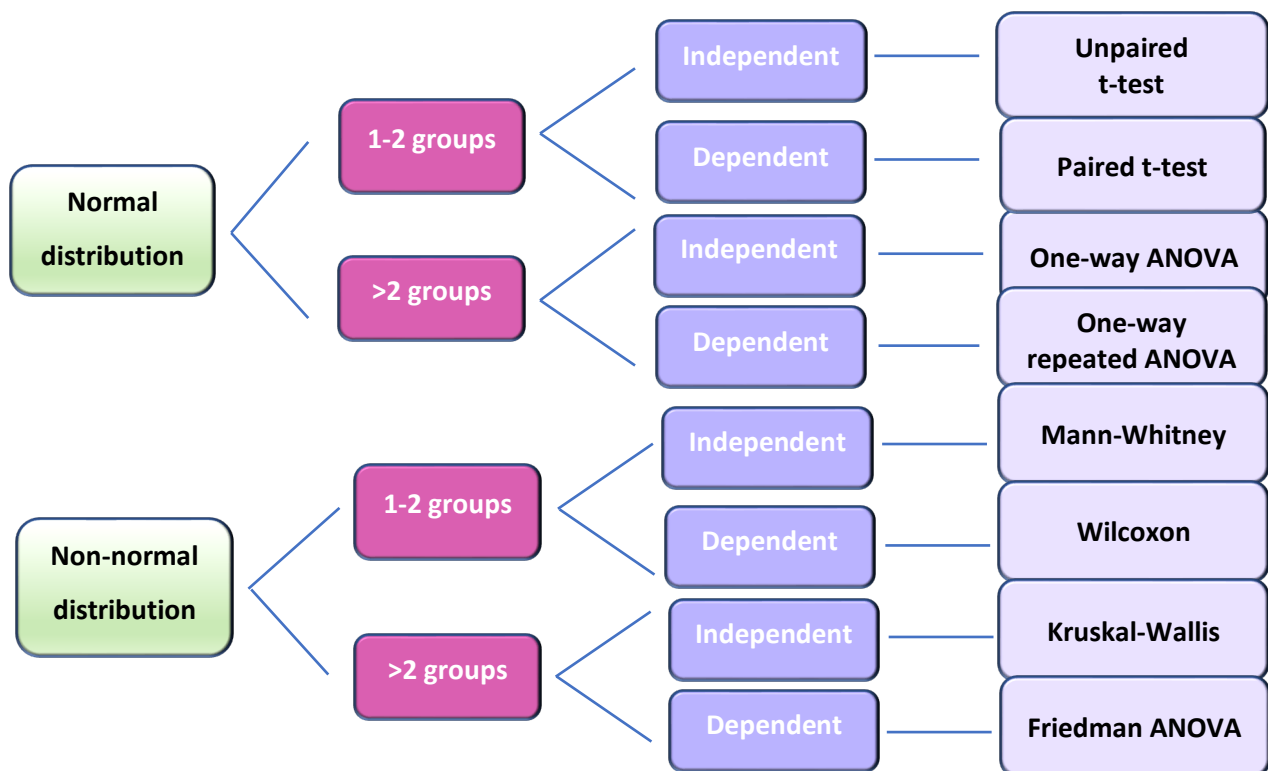 Normal
distribution
1-2 groups
Independent
Unpaired
t-test
Dependent
Paired t-test
>2 groups
Independent
One-way ANOVA
Dependent
One-way
repeated ANOVA
Non-normal
distribution
1-2 groups
Independent
Mann-Whitney
Dependent
Wilcoxon
>2 groups
Independent
Kruskal-Wallis
Dependent
Friedman ANOVA